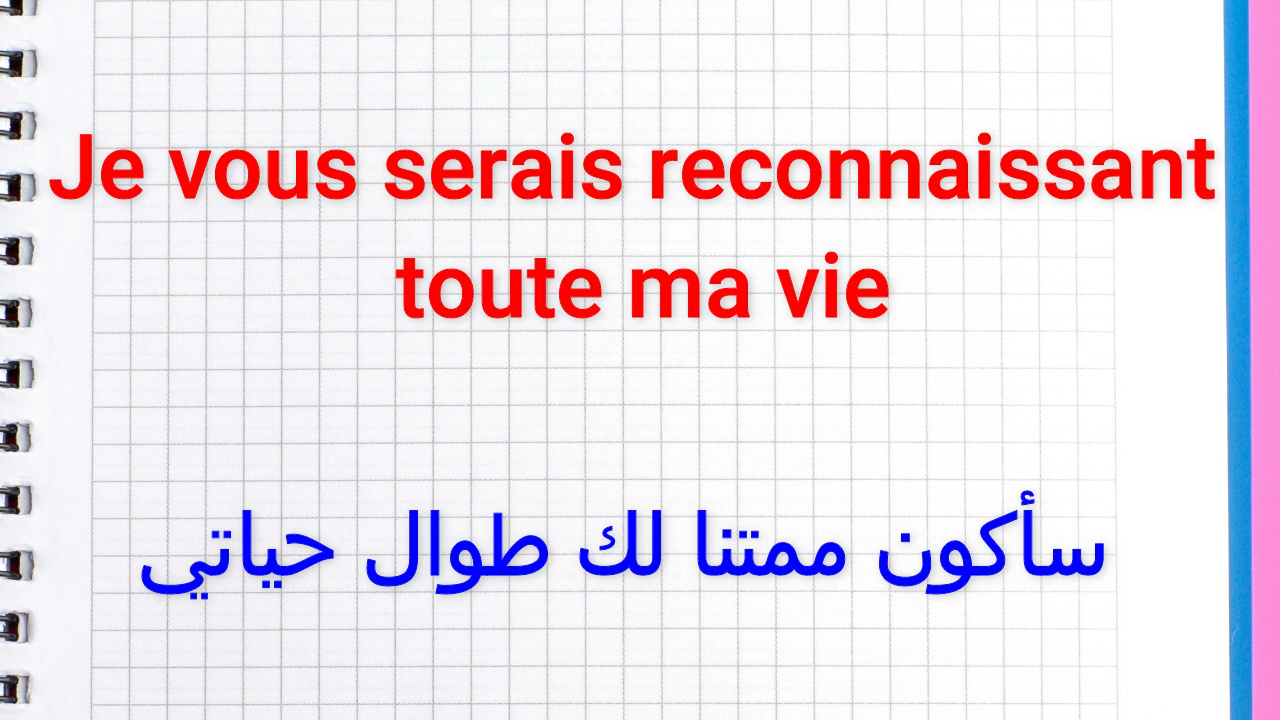 Je vous serais reconnaissant
toute ma vie
سأكون ممتنا لك طوال حياتي